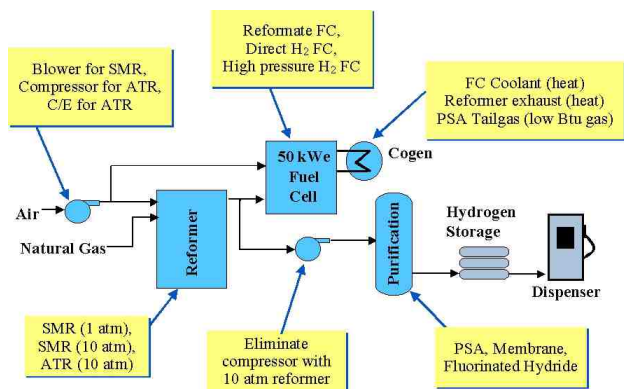 Reformate FC,
Direct H₂ FC,
High pressure H₂ FC
Blower for SMR,
Compressor for ATR,
C/E for ATR
FC Coolant (heat)
Reformer exhaust (heat)
PSA Tailgas (low Btu gas)
50 kWe
Fuel
Cell
Cogen
Air
Natural Gas
Reformer
Purification
Hydrogen
Storage
Dispenser
SMR (1 atm),
SMR (10 atm),
ATR (10 atm)
Eliminate
compressor with
10 atm reformer
PSA, Membrane,
Fluorinated Hydride